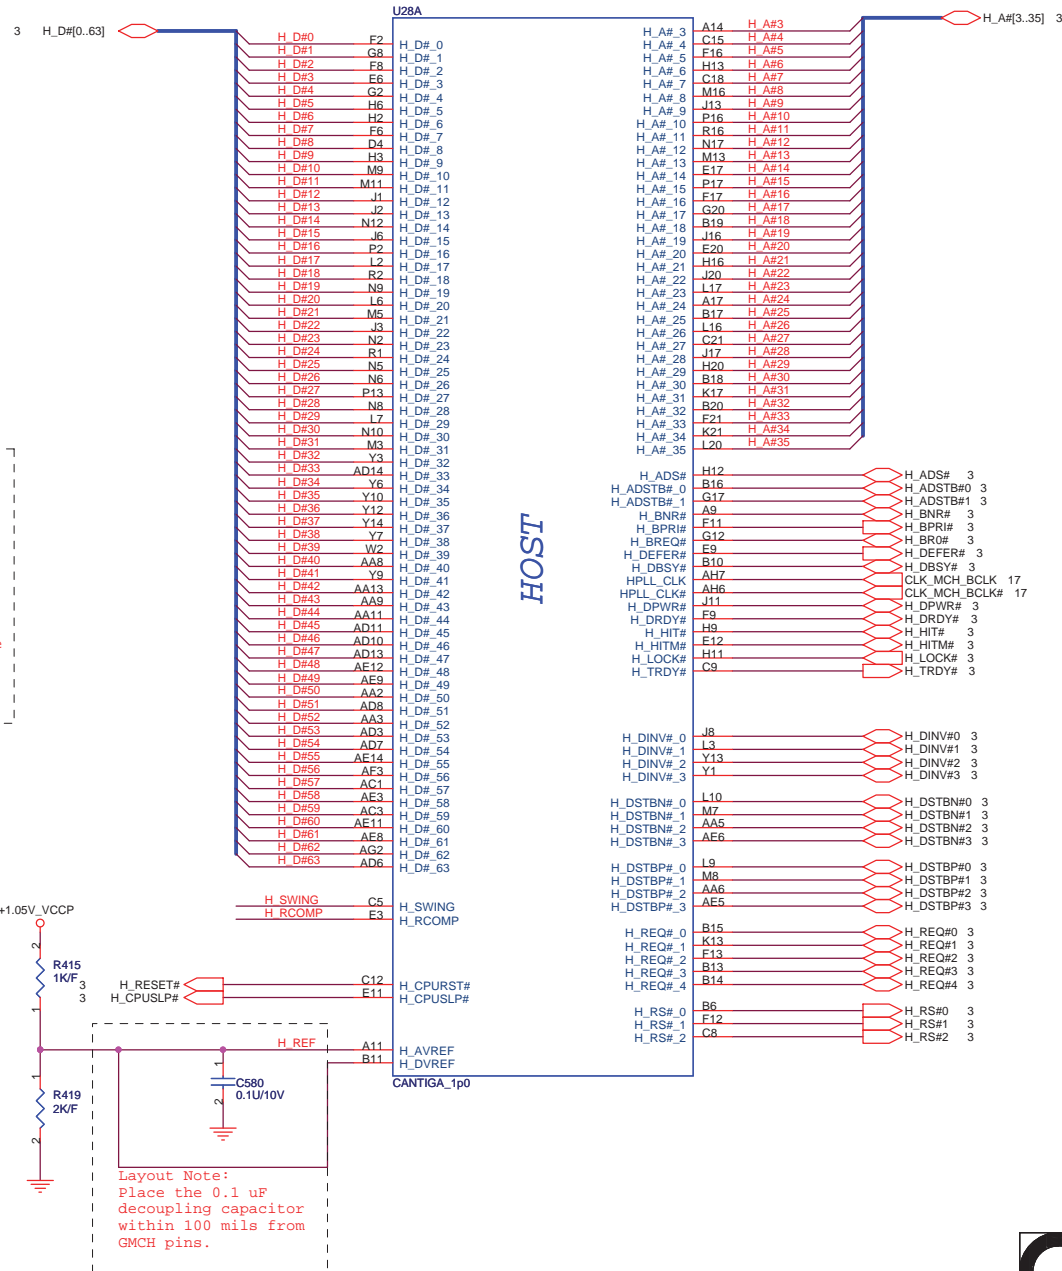 U28A
3 H_D#[0..63]
H_D#0 F2 H_D#_0
H_D#1 G8 H_D#_1
H_D#2 F8 H_D#_2
H_D#3 E6 H_D#_3
H_D#4 G2 H_D#_4
H_D#5 H6 H_D#_5
H_D#6 H2 H_D#_6
H_D#7 F6 H_D#_7
H_D#8 D4 H_D#_8
H_D#9 H3 H_D#_9
H_D#10 M9 H_D#_10
H_D#11 M11 H_D#_11
H_D#12 J1 H_D#_12
H_D#13 J2 H_D#_13
H_D#14 N12 H_D#_14
H_D#15 J6 H_D#_15
H_D#16 P2 H_D#_16
H_D#17 L2 H_D#_17
H_D#18 R2 H_D#_18
H_D#19 N9 H_D#_19
H_D#20 L6 H_D#_20
H_D#21 M5 H_D#_21
H_D#22 J3 H_D#_22
H_D#23 N2 H_D#_23
H_D#24 R1 H_D#_24
H_D#25 N5 H_D#_25
H_D#26 N6 H_D#_26
H_D#27 P13 H_D#_27
H_D#28 N8 H_D#_28
H_D#29 L7 H_D#_29
H_D#30 N10 H_D#_30
H_D#31 M3 H_D#_31
H_D#32 Y3 H_D#_32
H_D#33 AD14 H_D#_33
H_D#34 Y6 H_D#_34
H_D#35 Y10 H_D#_35
H_D#36 Y12 H_D#_36
H_D#37 Y14 H_D#_37
H_D#38 Y7 H_D#_38
H_D#39 W2 H_D#_39
H_D#40 AA8 H_D#_40
H_D#41 Y9 H_D#_41
H_D#42 AA13 H_D#_42
H_D#43 AA9 H_D#_43
H_D#44 AA11 H_D#_44
H_D#45 AD11 H_D#_45
H_D#46 AD10 H_D#_46
H_D#47 AD13 H_D#_47
H_D#48 AE12 H_D#_48
H_D#49 AE9 H_D#_49
H_D#50 AA2 H_D#_50
H_D#51 AD8 H_D#_51
H_D#52 AA3 H_D#_52
H_D#53 AD3 H_D#_53
H_D#54 AD7 H_D#_54
H_D#55 AE14 H_D#_55
H_D#56 AF3 H_D#_56
H_D#57 AC1 H_D#_57
H_D#58 AE3 H_D#_58
H_D#59 AC3 H_D#_59
H_D#60 AE11 H_D#_60
H_D#61 AE8 H_D#_61
H_D#62 AG2 H_D#_62
H_D#63 AD6 H_D#_63
H_SWING C5 H_SWING
H_RCOMP E3 H_RCOMP
3 H_RESET# C12 H_CPURST#
3 H_CPUSLP# E11 H_CPUSLP#
H_REF A11 H_AVREF
B11 H_DVREF
HOST
H_A#[3..35] 3
H_A#_3 A14 H_A#3
H_A#_4 C15 H_A#4
H_A#_5 F16 H_A#5
H_A#_6 H13 H_A#6
H_A#_7 C18 H_A#7
H_A#_8 M16 H_A#8
H_A#_9 J13 H_A#9
H_A#_10 P16 H_A#10
H_A#_11 R16 H_A#11
H_A#_12 N17 H_A#12
H_A#_13 M13 H_A#13
H_A#_14 E17 H_A#14
H_A#_15 P17 H_A#15
H_A#_16 F17 H_A#16
H_A#_17 G20 H_A#17
H_A#_18 B19 H_A#18
H_A#_19 J16 H_A#19
H_A#_20 E20 H_A#20
H_A#_21 H16 H_A#21
H_A#_22 J20 H_A#22
H_A#_23 L17 H_A#23
H_A#_24 A17 H_A#24
H_A#_25 B17 H_A#25
H_A#_26 L16 H_A#26
H_A#_27 C21 H_A#27
H_A#_28 J17 H_A#28
H_A#_29 H20 H_A#29
H_A#_30 B18 H_A#30
H_A#_31 K17 H_A#31
H_A#_32 B20 H_A#32
H_A#_33 F21 H_A#33
H_A#_34 K21 H_A#34
H_A#_35 L20 H_A#35
H_ADS# H12 H_ADS# 3
H_ADSTB#_0 B16 H_ADSTB#0 3
H_ADSTB#_1 G17 H_ADSTB#1 3
H_BNR# A9 H_BNR# 3
H_BPRI# F11 H_BPRI# 3
H_BREQ# G12 H_BR0# 3
H_DEFER# E9 H_DEFER# 3
H_DBSY# B10 H_DBSY# 3
HPLL_CLK AH7 CLK_MCH_BCLK 17
HPLL_CLK# AH6 CLK_MCH_BCLK# 17
H_DPWR# J11 H_DPWR# 3
H_DRDY# F9 H_DRDY# 3
H_HIT# H9 H_HIT# 3
H_HITM# E12 H_HITM# 3
H_LOCK# H11 H_LOCK# 3
H_TRDY# C9 H_TRDY# 3
H_DINV#_0 J8 H_DINV#0 3
H_DINV#_1 L3 H_DINV#1 3
H_DINV#_2 Y13 H_DINV#2 3
H_DINV#_3 Y1 H_DINV#3 3
H_DSTBN#_0 L10 H_DSTBN#0 3
H_DSTBN#_1 M7 H_DSTBN#1 3
H_DSTBN#_2 AA5 H_DSTBN#2 3
H_DSTBN#_3 AE6 H_DSTBN#3 3
H_DSTBP#_0 L9 H_DSTBP#0 3
H_DSTBP#_1 M8 H_DSTBP#1 3
H_DSTBP#_2 AA6 H_DSTBP#2 3
H_DSTBP#_3 AE5 H_DSTBP#3 3
H_REQ#_0 B15 H_REQ#0 3
H_REQ#_1 K13 H_REQ#1 3
H_REQ#_2 F13 H_REQ#2 3
H_REQ#_3 B13 H_REQ#3 3
H_REQ#_4 B14 H_REQ#4 3
H_RS#_0 B6 H_RS#0 3
H_RS#_1 F12 H_RS#1 3
H_RS#_2 C8 H_RS#2 3
CANTIGA_1p0
+1.05V_VCCP
2
R415
1K/F
1
1
R419
2K/F
2
1
C580
0.1U/10V
2
Layout Note:
Place the 0.1 uF
decoupling capacitor
within 100 mils from
GMCH pins.